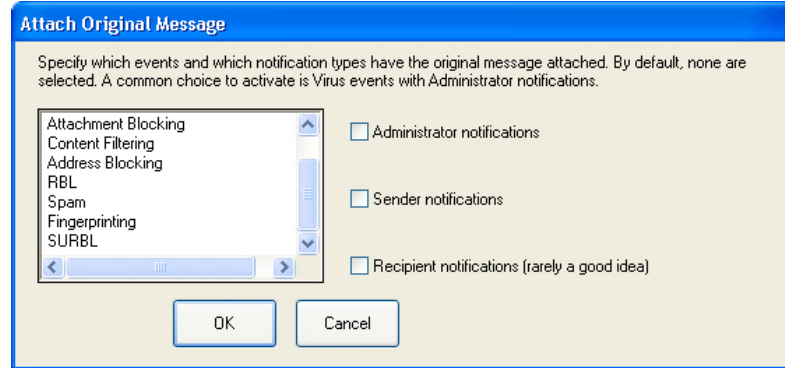 Attach Original Message
Specify which events and which notification types have the original message attached. By default, none are
selected. A common choice to activate is Virus events with Administrator notifications.
Attachment Blocking
Content Filtering
Address Blocking
RBL
Spam
Fingerprinting
SURBL
Administrator notifications
Sender notifications
Recipient notifications (rarely a good idea)
OK
Cancel